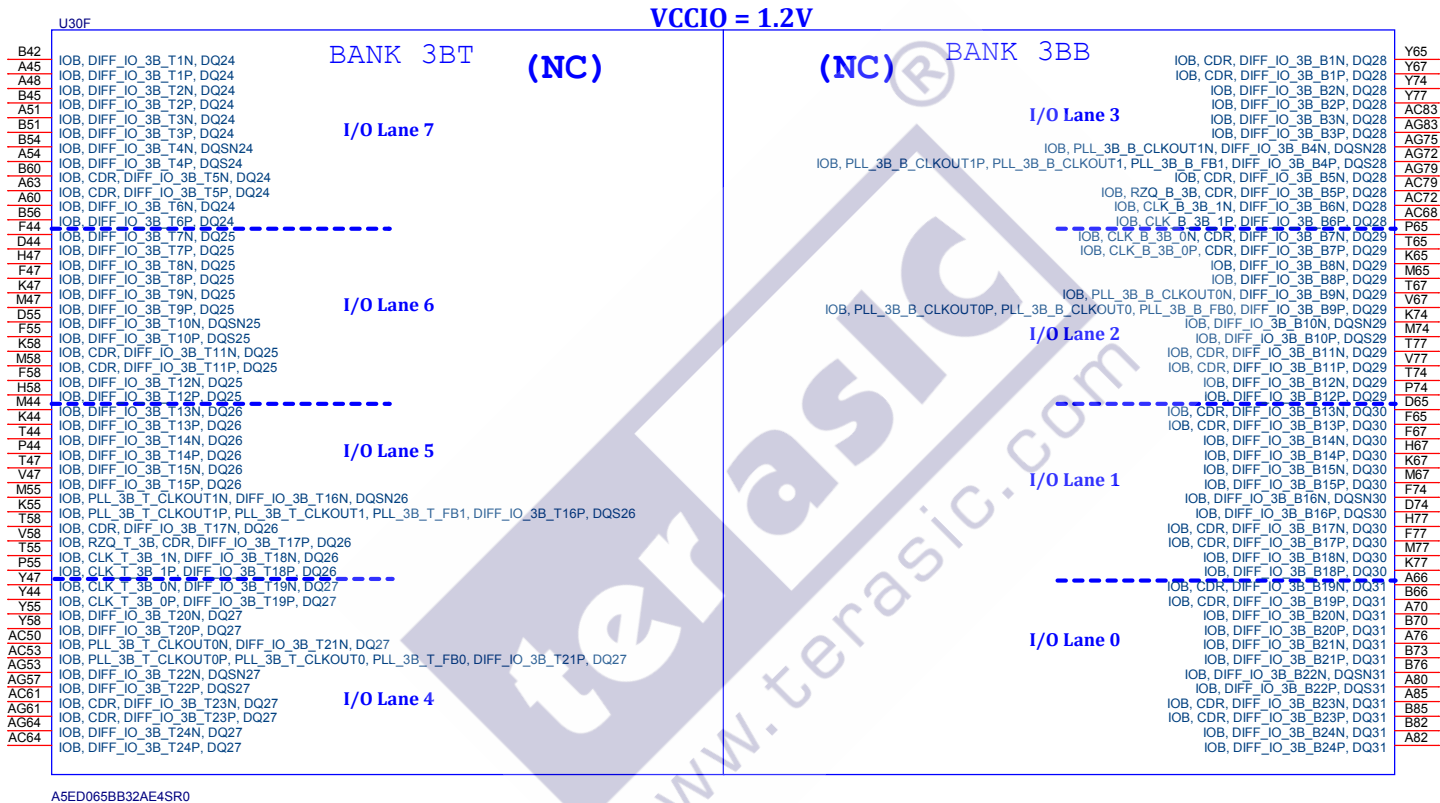 VCCIO = 1.2V
U30F
BANK 3BT
(NC)
(NC)
BANK 3BB
B42 IOB, DIFF_IO_3B_T1N, DQ24
A45 IOB, DIFF_IO_3B_T1P, DQ24
A48 IOB, DIFF_IO_3B_T2N, DQ24
B45 IOB, DIFF_IO_3B_T2P, DQ24
A51 IOB, DIFF_IO_3B_T3N, DQ24
B51 IOB, DIFF_IO_3B_T3P, DQ24
B54 IOB, DIFF_IO_3B_T4N, DQSN24
A54 IOB, DIFF_IO_3B_T4P, DQS24
B60 IOB, CDR, DIFF_IO_3B_T5N, DQ24
A63 IOB, CDR, DIFF_IO_3B_T5P, DQ24
A60 IOB, DIFF_IO_3B_T6N, DQ24
B56 IOB, DIFF_IO_3B_T6P, DQ24
I/O Lane 7
F44 IOB, DIFF_IO_3B_T7N, DQ25
D44 IOB, DIFF_IO_3B_T7P, DQ25
H47 IOB, DIFF_IO_3B_T8N, DQ25
F47 IOB, DIFF_IO_3B_T8P, DQ25
K47 IOB, DIFF_IO_3B_T9N, DQ25
M47 IOB, DIFF_IO_3B_T9P, DQ25
D55 IOB, DIFF_IO_3B_T10N, DQSN25
F55 IOB, DIFF_IO_3B_T10P, DQS25
K58 IOB, CDR, DIFF_IO_3B_T11N, DQ25
M58 IOB, CDR, DIFF_IO_3B_T11P, DQ25
F58 IOB, DIFF_IO_3B_T12N, DQ25
H58 IOB, DIFF_IO_3B_T12P, DQ25
I/O Lane 6
M44 IOB, DIFF_IO_3B_T13N, DQ26
K44 IOB, DIFF_IO_3B_T13P, DQ26
T44 IOB, DIFF_IO_3B_T14N, DQ26
P44 IOB, DIFF_IO_3B_T14P, DQ26
T47 IOB, DIFF_IO_3B_T15N, DQ26
V47 IOB, DIFF_IO_3B_T15P, DQ26
M55 IOB, PLL_3B_T_CLKOUT1N, DIFF_IO_3B_T16N, DQSN26
K55 IOB, PLL_3B_T_CLKOUT1P, PLL_3B_T_CLKOUT1, PLL_3B_T_FB1, DIFF_IO_3B_T16P, DQS26
T58 IOB, CDR, DIFF_IO_3B_T17N, DQ26
V58 IOB, RZQ_T_3B, CDR, DIFF_IO_3B_T17P, DQ26
T55 IOB, CLK_T_3B_1N, DIFF_IO_3B_T18N, DQ26
P55 IOB, CLK_T_3B_1P, DIFF_IO_3B_T18P, DQ26
I/O Lane 5
Y47 IOB, CLK_T_3B_0N, DIFF_IO_3B_T19N, DQ27
Y44 IOB, CLK_T_3B_0P, DIFF_IO_3B_T19P, DQ27
Y55 IOB, DIFF_IO_3B_T20N, DQ27
Y58 IOB, DIFF_IO_3B_T20P, DQ27
AC50 IOB, PLL_3B_T_CLKOUT0N, DIFF_IO_3B_T21N, DQ27
AC53 IOB, PLL_3B_T_CLKOUT0P, PLL_3B_T_CLKOUT0, PLL_3B_T_FB0, DIFF_IO_3B_T21P, DQ27
AG53 IOB, DIFF_IO_3B_T22N, DQSN27
AG57 IOB, DIFF_IO_3B_T22P, DQS27
AC61 IOB, CDR, DIFF_IO_3B_T23N, DQ27
AG61 IOB, CDR, DIFF_IO_3B_T23P, DQ27
AG64 IOB, DIFF_IO_3B_T24N, DQ27
AC64 IOB, DIFF_IO_3B_T24P, DQ27
I/O Lane 4
IOB, CDR, DIFF_IO_3B_B1N, DQ28 Y65
IOB, CDR, DIFF_IO_3B_B1P, DQ28 Y67
IOB, DIFF_IO_3B_B2N, DQ28 Y74
IOB, DIFF_IO_3B_B2P, DQ28 Y77
IOB, DIFF_IO_3B_B3N, DQ28 AC83
IOB, DIFF_IO_3B_B3P, DQ28 AG83
IOB, PLL_3B_B_CLKOUT1N, DIFF_IO_3B_B4N, DQSN28 AG75
IOB, PLL_3B_B_CLKOUT1P, PLL_3B_B_CLKOUT1, PLL_3B_B_FB1, DIFF_IO_3B_B4P, DQS28 AG72
IOB, CDR, DIFF_IO_3B_B5N, DQ28 AG79
IOB, RZQ_B_3B, CDR, DIFF_IO_3B_B5P, DQ28 AC79
IOB, CLK_B_3B_1N, DIFF_IO_3B_B6N, DQ28 AC72
IOB, CLK_B_3B_1P, DIFF_IO_3B_B6P, DQ28 AC68
I/O Lane 3
IOB, CLK_B_3B_0N, CDR, DIFF_IO_3B_B7N, DQ29 P65
IOB, CLK_B_3B_0P, CDR, DIFF_IO_3B_B7P, DQ29 T65
IOB, DIFF_IO_3B_B8N, DQ29 K65
IOB, DIFF_IO_3B_B8P, DQ29 M65
IOB, PLL_3B_B_CLKOUT0N, DIFF_IO_3B_B9N, DQ29 T67
IOB, PLL_3B_B_CLKOUT0P, PLL_3B_B_CLKOUT0, PLL_3B_B_FB0, DIFF_IO_3B_B9P, DQ29 V67
IOB, DIFF_IO_3B_B10N, DQSN29 K74
IOB, DIFF_IO_3B_B10P, DQS29 M74
IOB, CDR, DIFF_IO_3B_B11N, DQ29 T77
IOB, CDR, DIFF_IO_3B_B11P, DQ29 V77
IOB, DIFF_IO_3B_B12N, DQ29 T74
IOB, DIFF_IO_3B_B12P, DQ29 P74
I/O Lane 2
IOB, CDR, DIFF_IO_3B_B13N, DQ30 D65
IOB, CDR, DIFF_IO_3B_B13P, DQ30 F65
IOB, DIFF_IO_3B_B14N, DQ30 F67
IOB, DIFF_IO_3B_B14P, DQ30 H67
IOB, DIFF_IO_3B_B15N, DQ30 K67
IOB, DIFF_IO_3B_B15P, DQ30 M67
IOB, DIFF_IO_3B_B16N, DQSN30 F74
IOB, DIFF_IO_3B_B16P, DQS30 D74
IOB, CDR, DIFF_IO_3B_B17N, DQ30 H77
IOB, CDR, DIFF_IO_3B_B17P, DQ30 F77
IOB, DIFF_IO_3B_B18N, DQ30 M77
IOB, DIFF_IO_3B_B18P, DQ30 K77
I/O Lane 1
IOB, CDR, DIFF_IO_3B_B19N, DQ31 A66
IOB, CDR, DIFF_IO_3B_B19P, DQ31 B66
IOB, DIFF_IO_3B_B20N, DQ31 A70
IOB, DIFF_IO_3B_B20P, DQ31 B70
IOB, DIFF_IO_3B_B21N, DQ31 A76
IOB, DIFF_IO_3B_B21P, DQ31 B73
IOB, DIFF_IO_3B_B22N, DQSN31 B76
IOB, DIFF_IO_3B_B22P, DQS31 A80
IOB, CDR, DIFF_IO_3B_B23N, DQ31 A85
IOB, CDR, DIFF_IO_3B_B23P, DQ31 B85
IOB, DIFF_IO_3B_B24N, DQ31 B82
IOB, DIFF_IO_3B_B24P, DQ31 A82
I/O Lane 0
A5ED065BB32AE4SR0
terasic ®
www.terasic.com